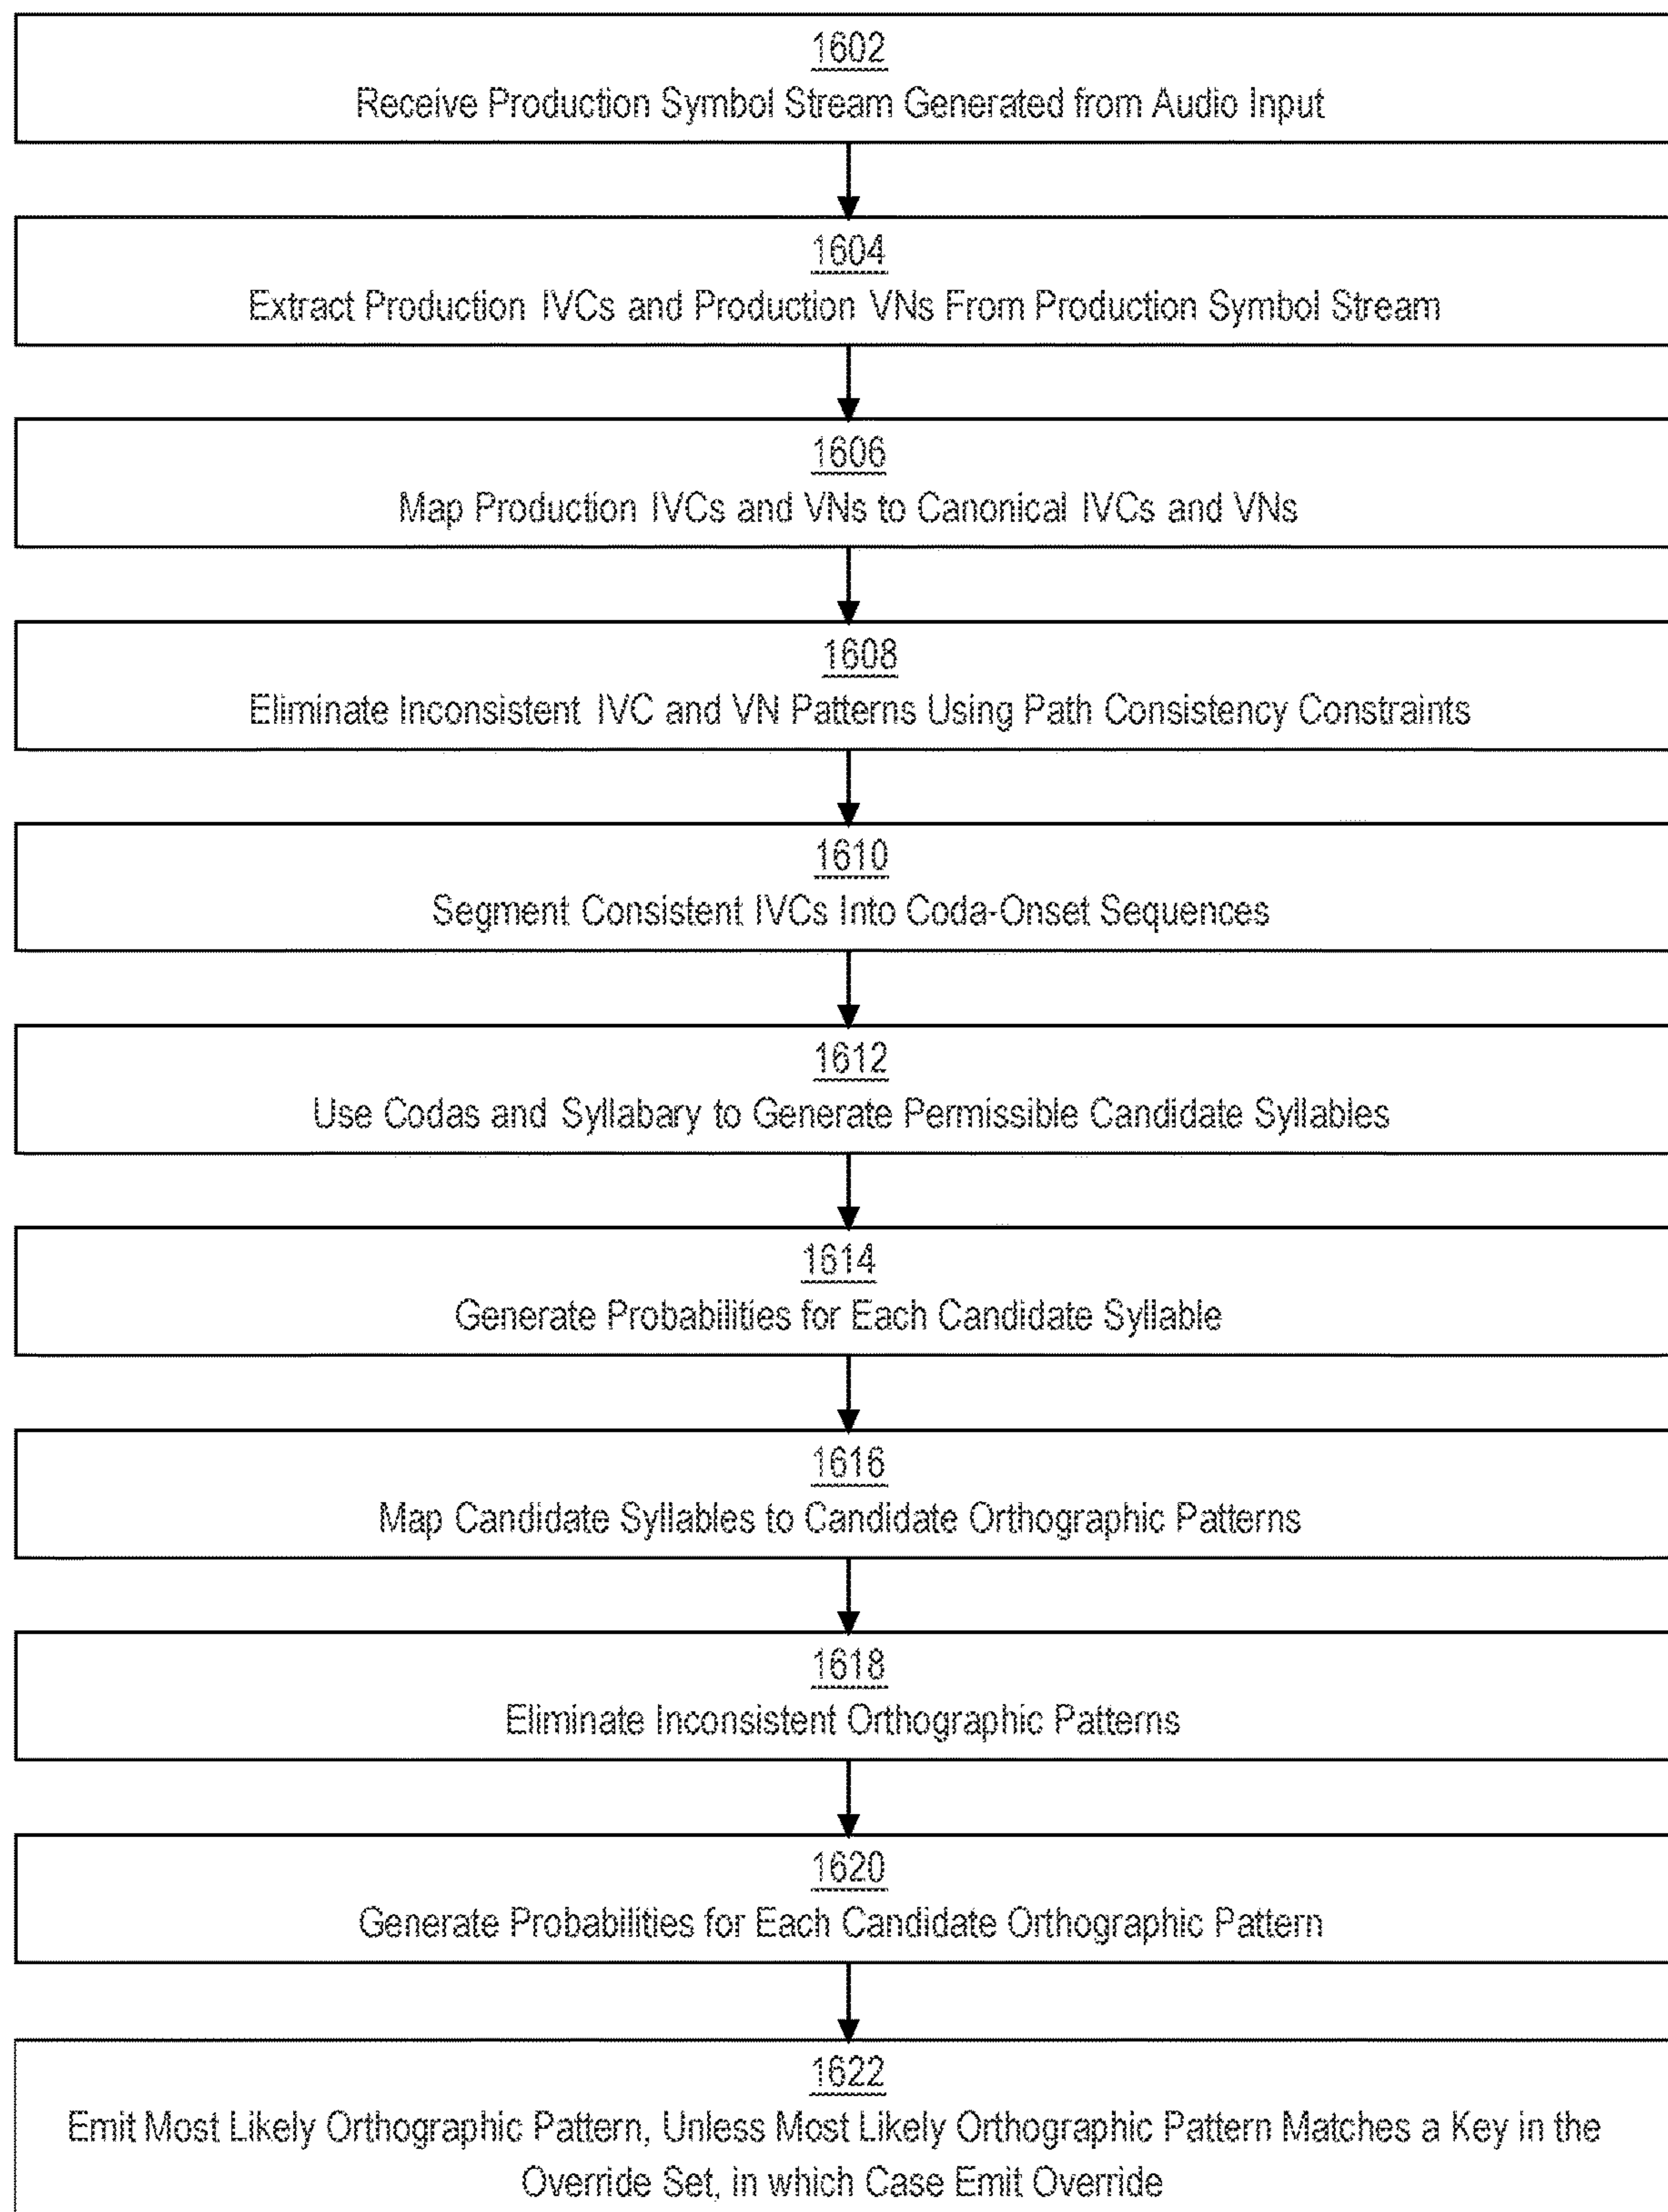 1602
Receive Production Symbol Stream Generated from Audio Input
1604
Extract Production IVCs and Production VNs From Production Symbol Stream
1606
Map Production IVCs and VNs to Canonical IVCs and VNs
1608
Eliminate Inconsistent IVC and VN Patterns Using Path Consistency Constraints
1610
Segment Consistent IVCs Into Coda-Onset Sequences
1612
Use Codas and Syllabary to Generate Permissible Candidate Syllables
1614
Generate Probabilities for Each Candidate Syllable
1616
Map Candidate Syllables to Candidate Orthographic Patterns
1618
Eliminate Inconsistent Orthographic Patterns
1620
Generate Probabilities for Each Candidate Orthographic Pattern
1622
Emit Most Likely Orthographic Pattern, Unless Most Likely Orthographic Pattern Matches a Key in the
Override Set, in which Case Emit Override